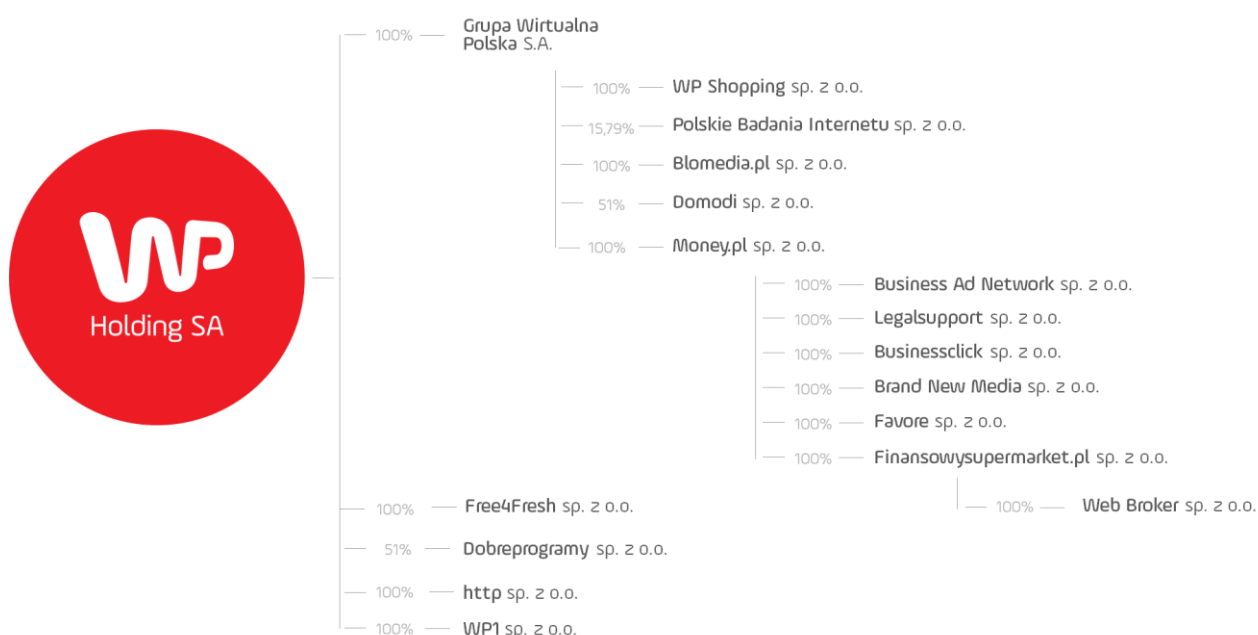 100% Grupa Wirtualna
Polska S.A.
100% WP Shopping sp. z o.o.
15,79% Polskie Badania Internetu sp. z o.o.
100% Blomedia.pl sp. z o.o.
51% Domodi sp. z o.o.
100% Money.pl sp. z o.o.
WP
Holding SA
100% Business Ad Network sp. z o.o.
100% Legalsupport sp. z o.o.
100% Businessclick sp. z o.o.
100% Brand New Media sp. z o.o.
100% Favore sp. z o.o.
100% Finansowysupermarket.pl sp. z o.o.
100% Web Broker sp. z o.o.
100% Free4Fresh sp. z o.o.
51% Dobreprogramy sp. z o.o.
100% http sp. z o.o.
100% WP1 sp. z o.o.